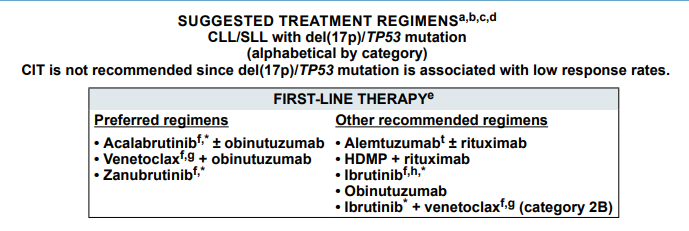 SUGGESTED TREATMENT REGIMENSa,b,c,d
CLL/SLL with del(17p)/TP53 mutation
(alphabetical by category)
CIT is not recommended since del(17p)/TP53 mutation is associated with low response rates.
FIRST-LINE THERAPYe
Preferred regimens
• Acalabrutinibf,* ± obinutuzumab
• Venetoclaxf,g + obinutuzumab
• Zanubrutinibf,*
Other recommended regimens
• Alemtuzumabt ± rituximab
• HDMP + rituximab
• Ibrutinibf,h,*
• Obinutuzumab
• Ibrutinib* + venetoclaxf,g (category 2B)